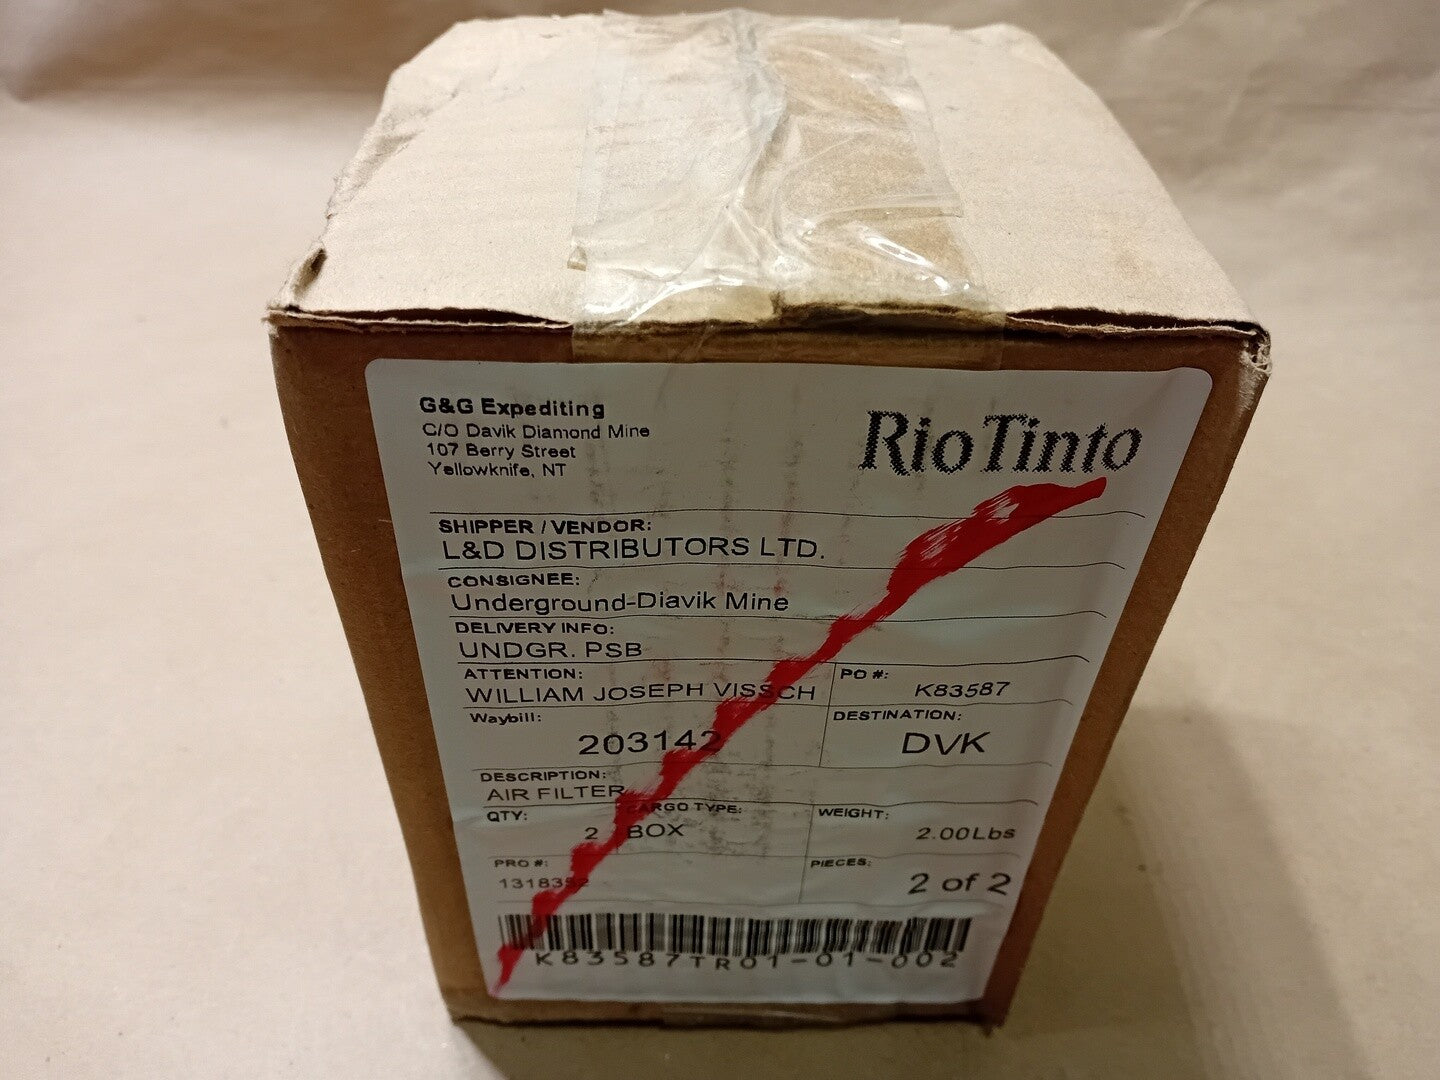 G&G Expediting
C/O Davik Diamond Mine
107 Berry Street
Yellowknife, NT
RioTinto
SHIPPER / VENDOR:
L&D DISTRIBUTORS LTD.
CONSIGNEE:
Underground-Diavik Mine
DELIVERY INFO:
UNDGR. PSB
ATTENTION:
WILLIAM JOSEPH VISSCH
PO #:
K83587
Waybill:
203142
DESTINATION:
DVK
DESCRIPTION:
AIR FILTER
QTY:
2
CARGO TYPE:
BOX
WEIGHT:
2.00Lbs
PRO #:
PIECES:
2 of 2
K83587TR01-01-002